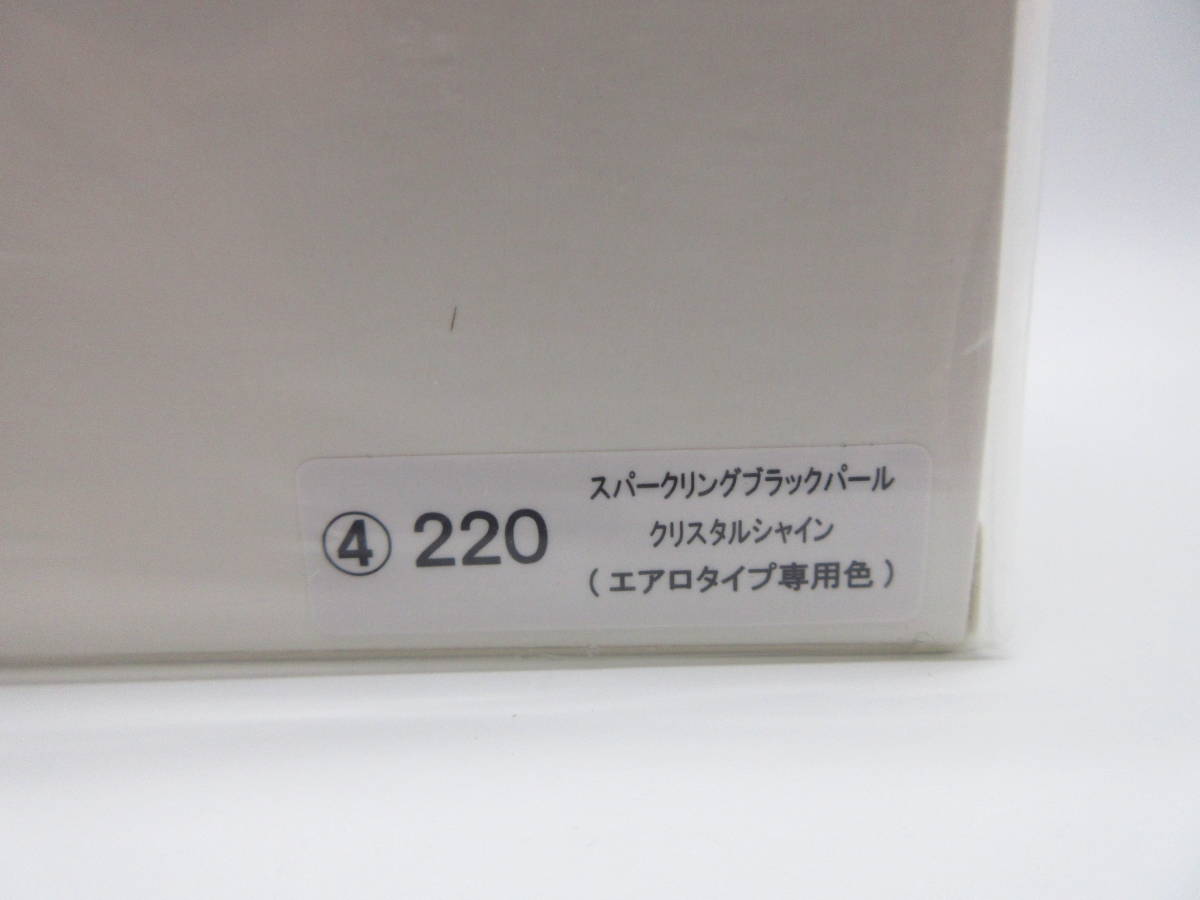 ④ 220
スパークリングブラックパール
クリスタルシャイン
(エアロタイプ専用色)